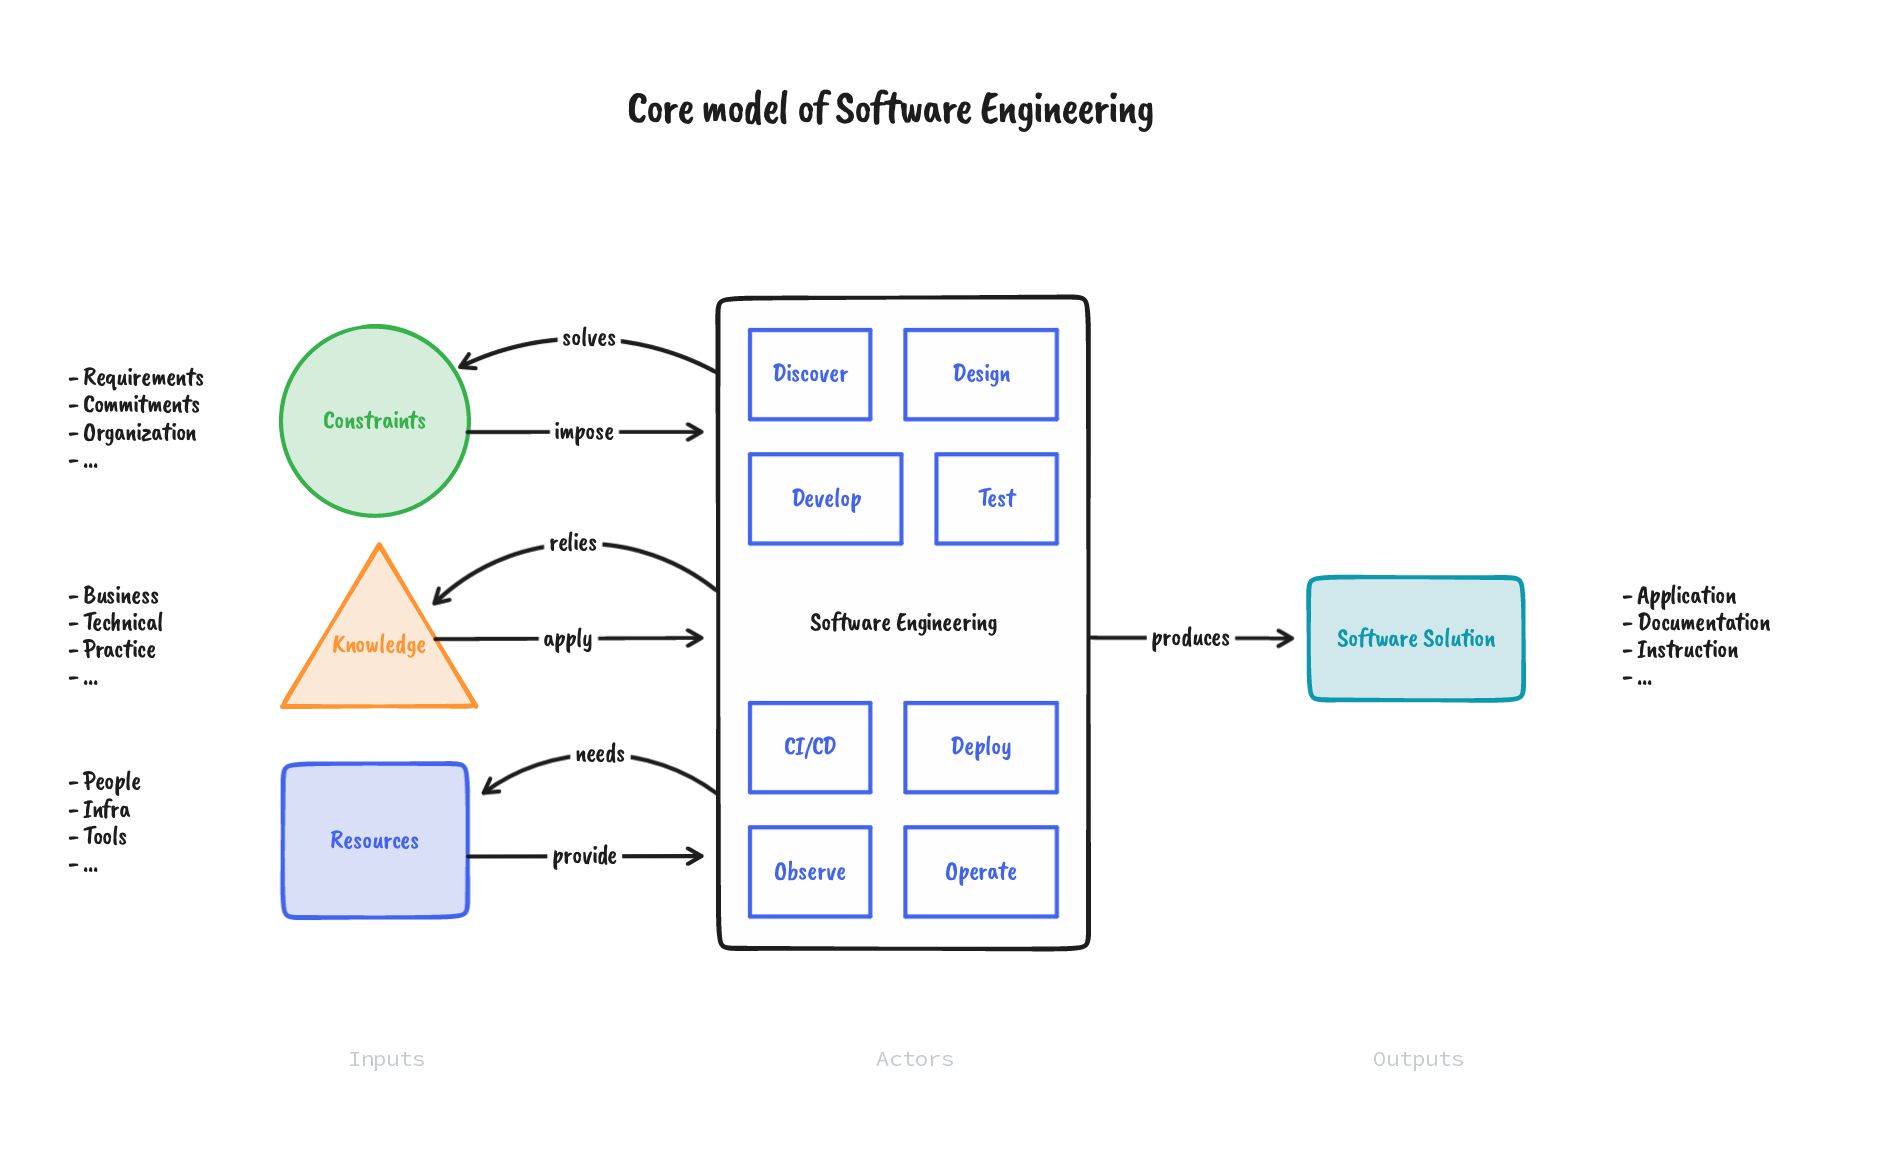 Core model of Software Engineering
solves
Discover
Design
- Requirements
- Commitments
- Organization
- ...
Constraints
impose
Develop
Test
relies
- Business
- Technical
- Practice
- ...
Knowledge
apply
Software Engineering
produces
Software Solution
- Application
- Documentation
- Instruction
- ...
needs
CI/CD
Deploy
- People
- Infra
- Tools
- ...
Resources
provide
Observe
Operate
Inputs
Actors
Outputs